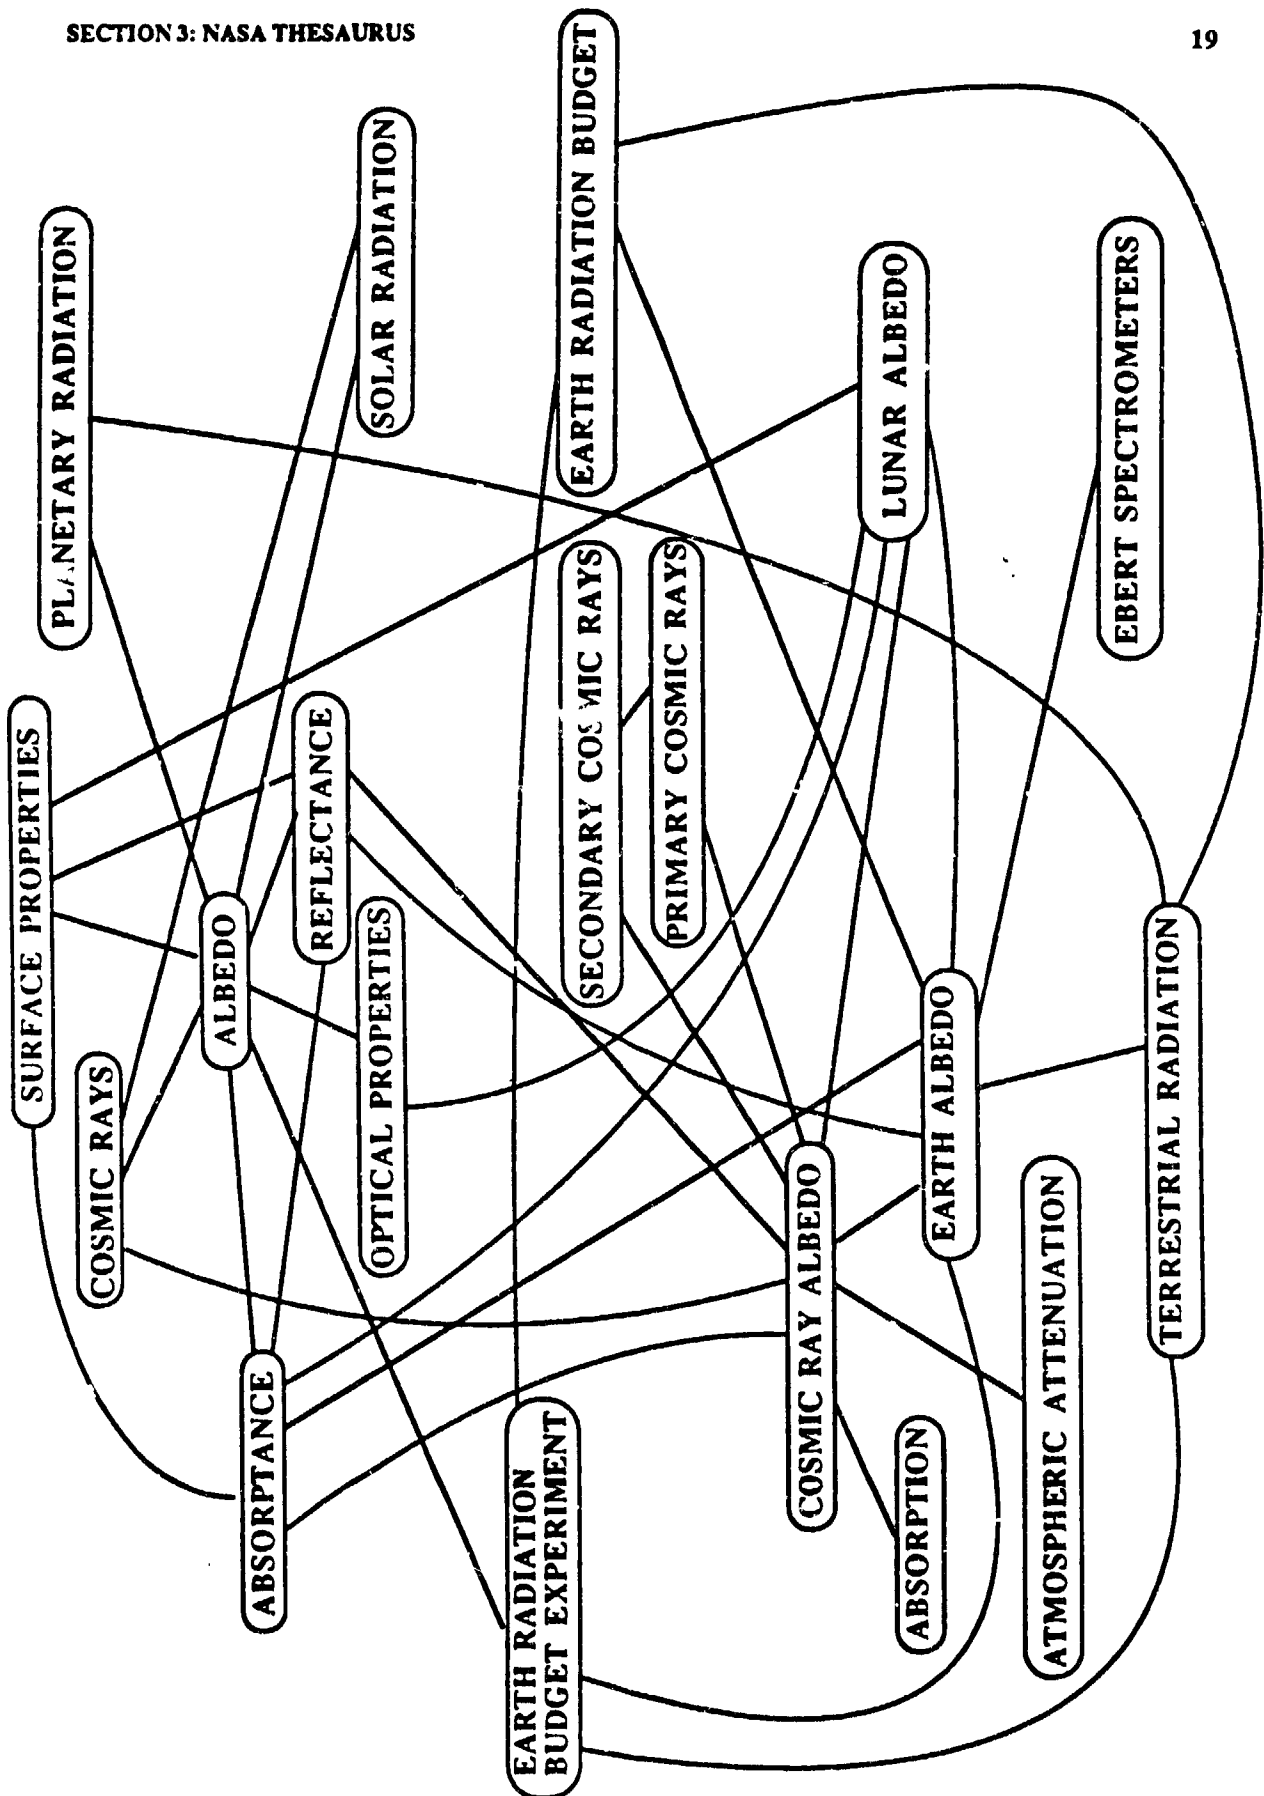 SECTION 3: NASA THESAURUS
19
SURFACE PROPERTIES
PLANETARY RADIATION
COSMIC RAYS
ALBEDO
ABSORPTANCE
REFLECTANCE
OPTICAL PROPERTIES
SOLAR RADIATION
EARTH RADIATION
BUDGET EXPERIMENT
SECONDARY COSMIC RAYS
EARTH RADIATION BUDGET
PRIMARY COSMIC RAYS
COSMIC RAY ALBEDO
LUNAR ALBEDO
ABSORPTION
EARTH ALBEDO
ATMOSPHERIC ATTENUATION
EBERT SPECTROMETERS
TERRESTRIAL RADIATION